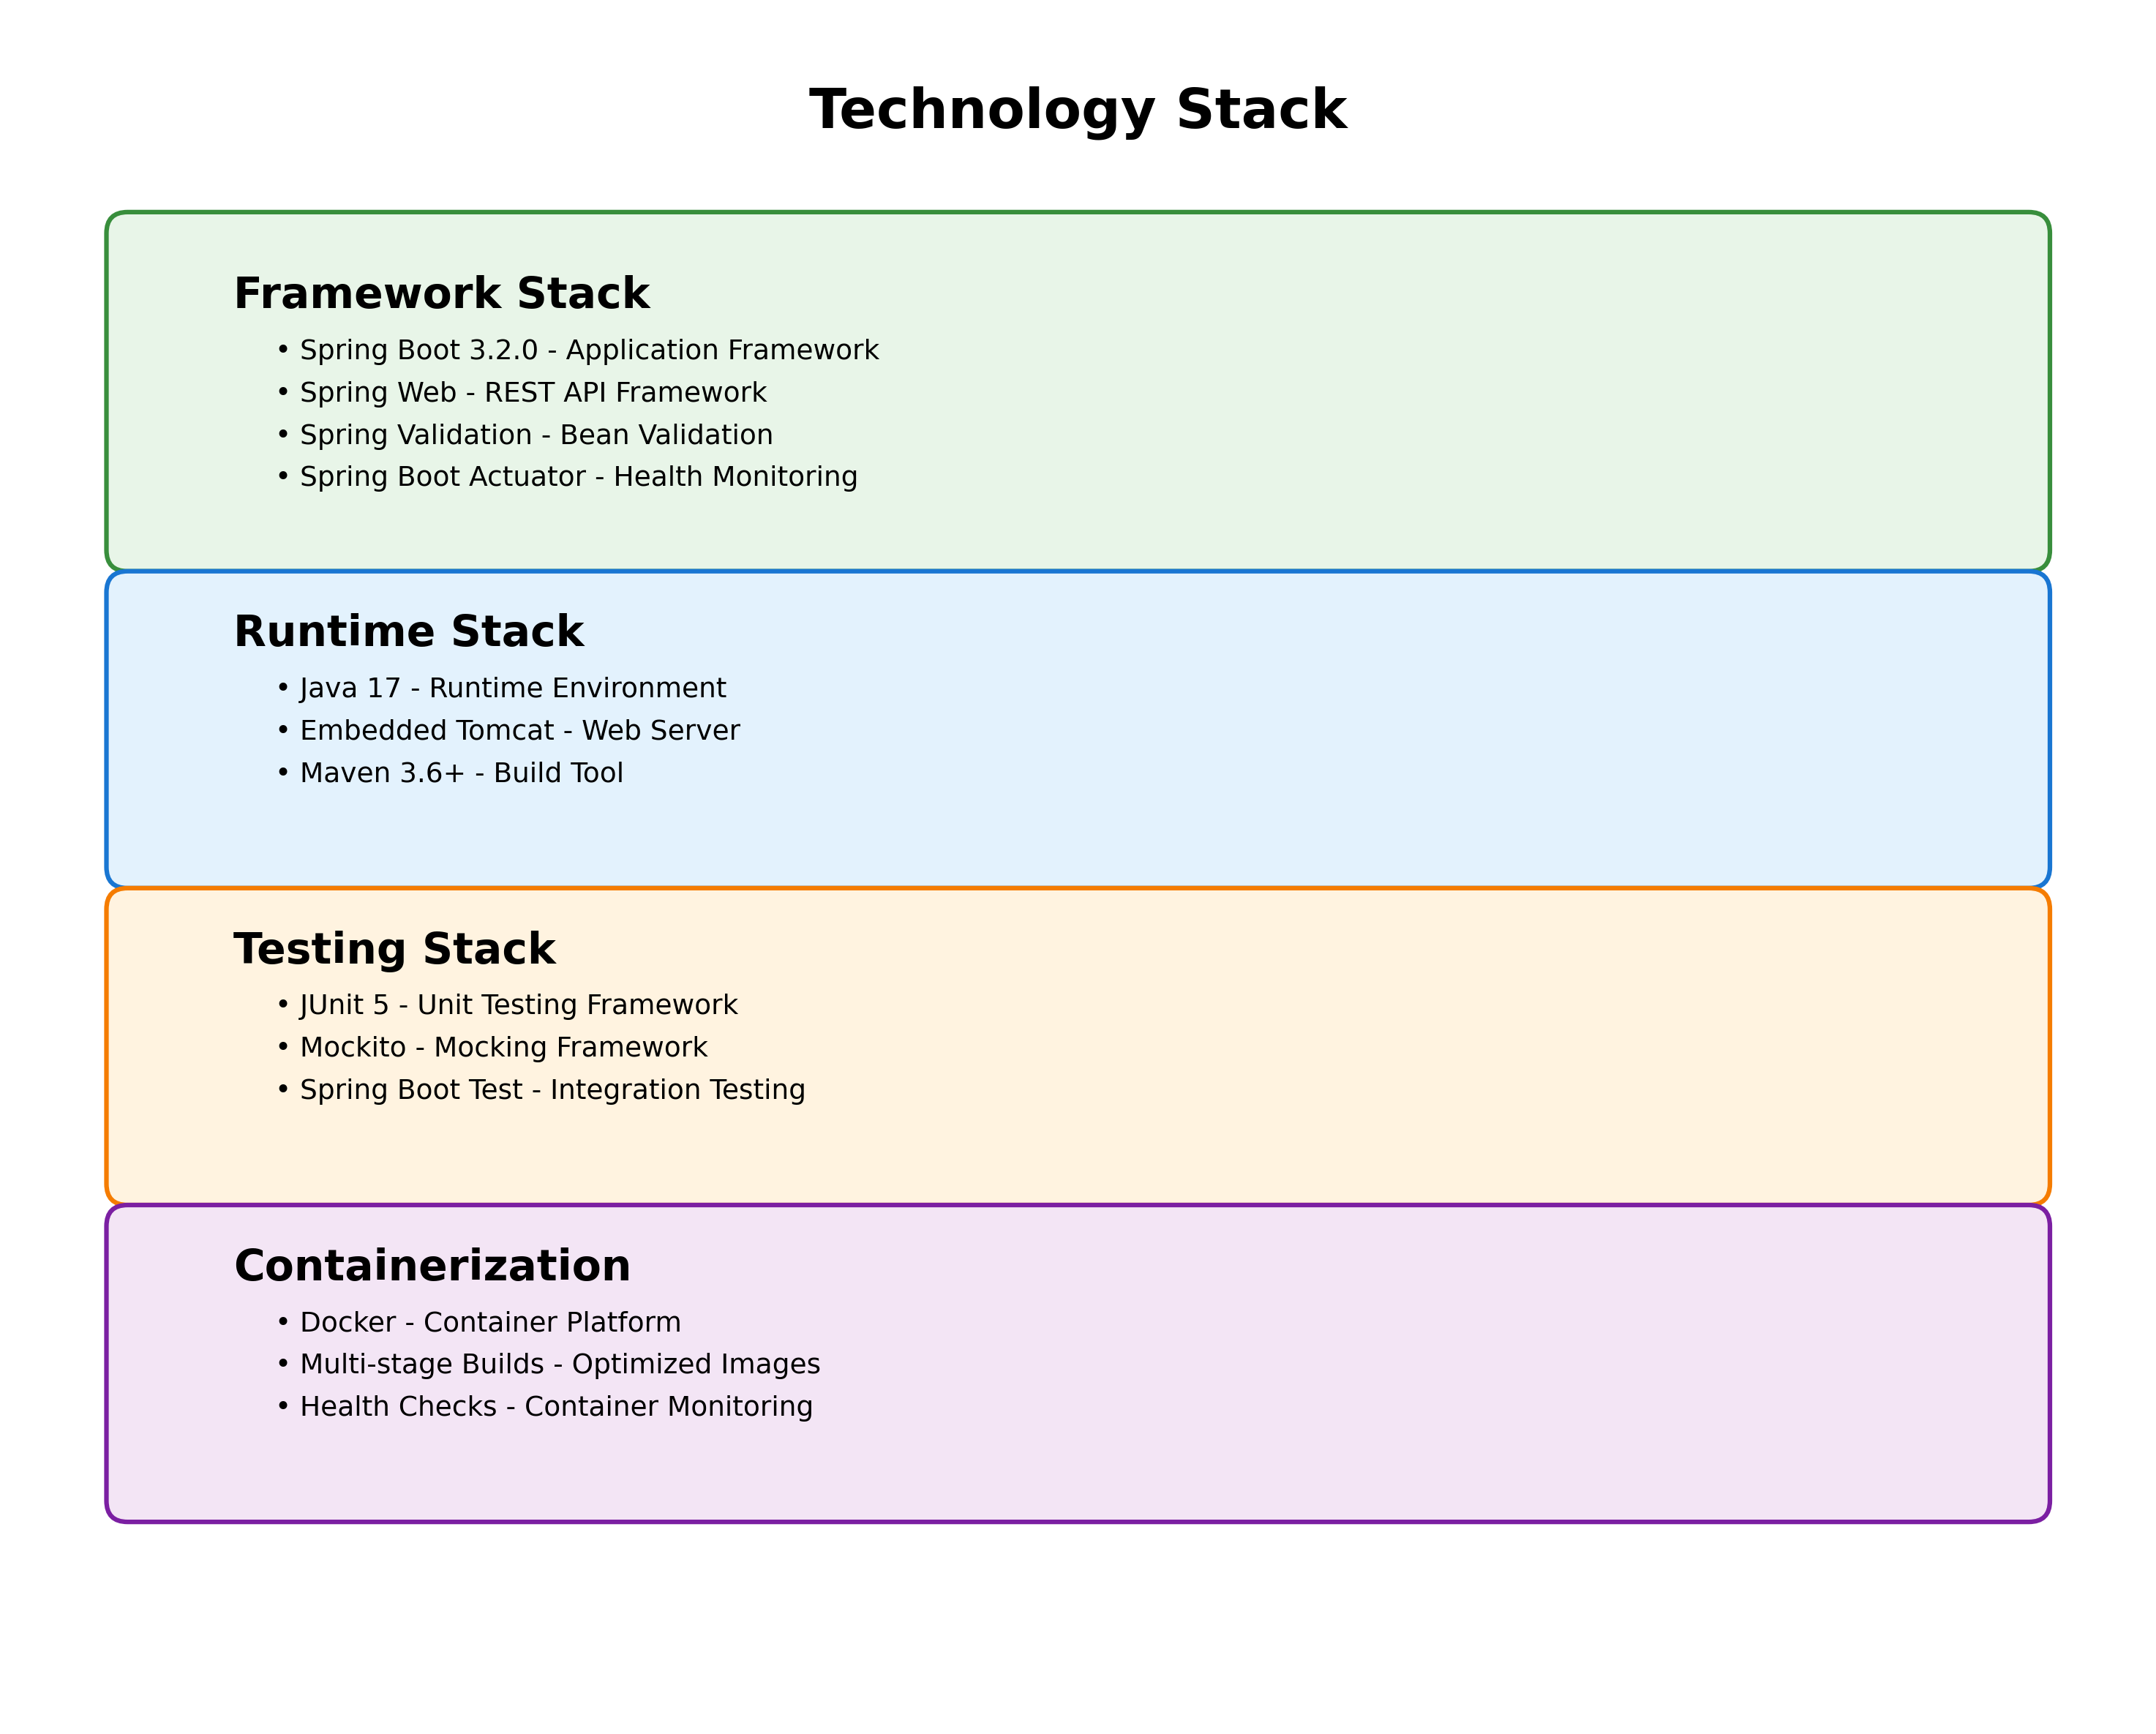 Technology Stack
Framework Stack
• Spring Boot 3.2.0 - Application Framework
• Spring Web - REST API Framework
• Spring Validation - Bean Validation
• Spring Boot Actuator - Health Monitoring
Runtime Stack
• Java 17 - Runtime Environment
• Embedded Tomcat - Web Server
• Maven 3.6+ - Build Tool
Testing Stack
• JUnit 5 - Unit Testing Framework
• Mockito - Mocking Framework
• Spring Boot Test - Integration Testing
Containerization
• Docker - Container Platform
• Multi-stage Builds - Optimized Images
• Health Checks - Container Monitoring